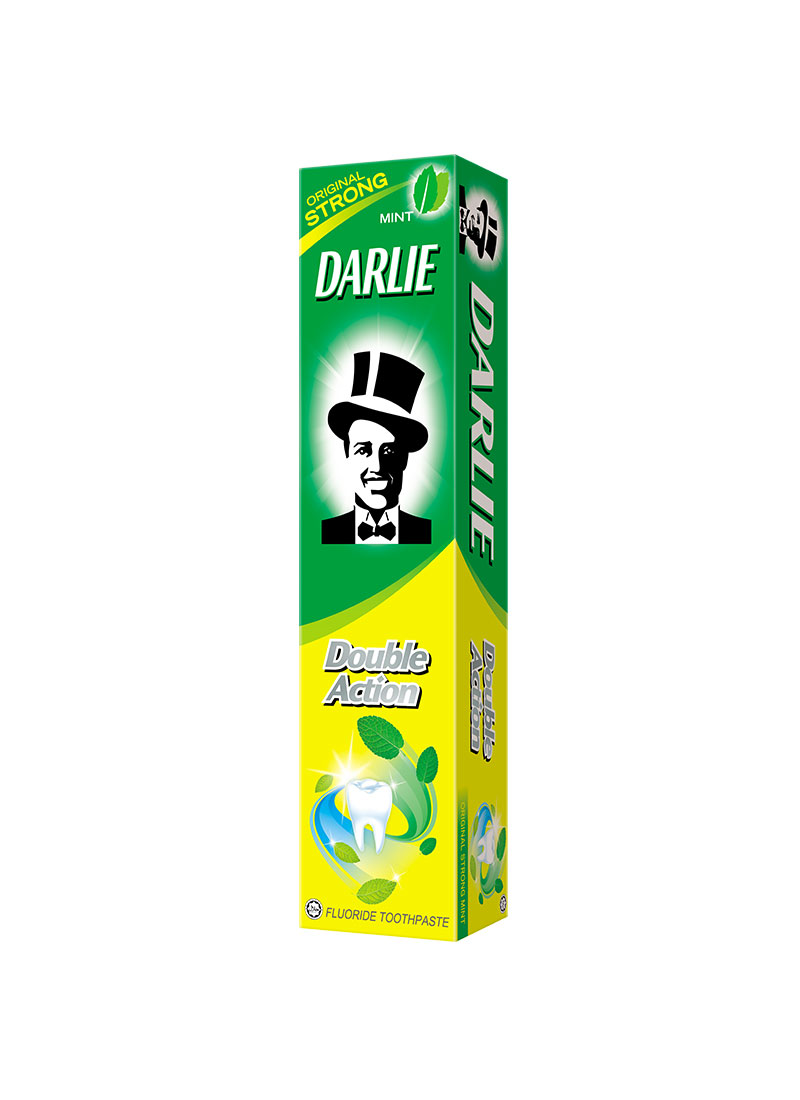 ORIGINAL
STRONG
MINT
DARLIE
Double
Action
FLUORIDE TOOTHPASTE
DARLIE
Double
Action
ORIGINAL STRONG MINT